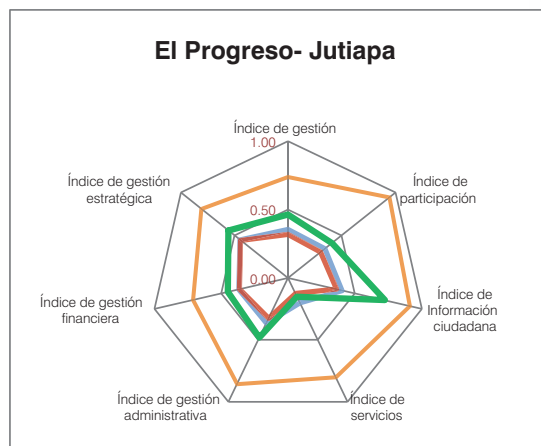 El Progreso- Jutiapa
Índice de gestión
1.00
Índice de gestión
estratégica
Índice de
participación
0.50
0.00
Índice de gestión
financiera
Índice de
Información
ciudadana
Índice de gestión
administrativa
Índice de
servicios